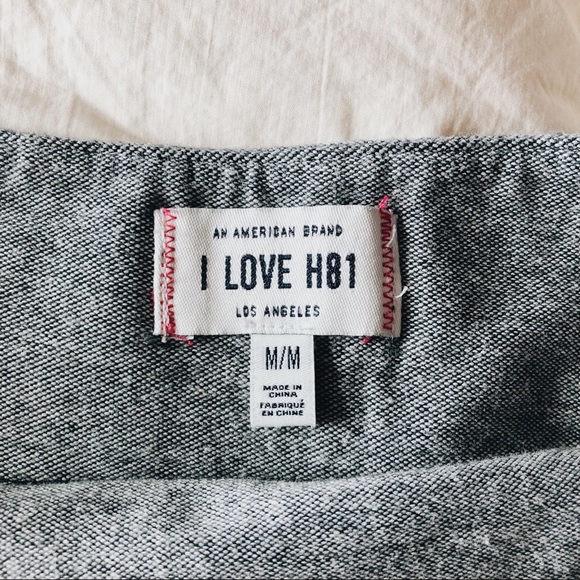 AN AMERICAN BRAND
I LOVE H81
LOS ANGELES
M/M
MADE IN
CHINA
FABRIQUÉ
EN CHINE